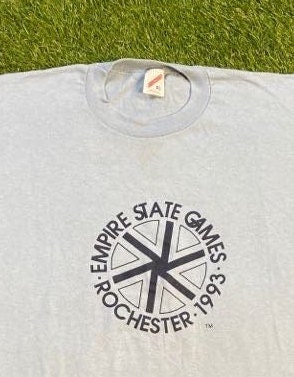 · EMPIRE STATE GAMES ·
ROCHESTER · 1993
TM